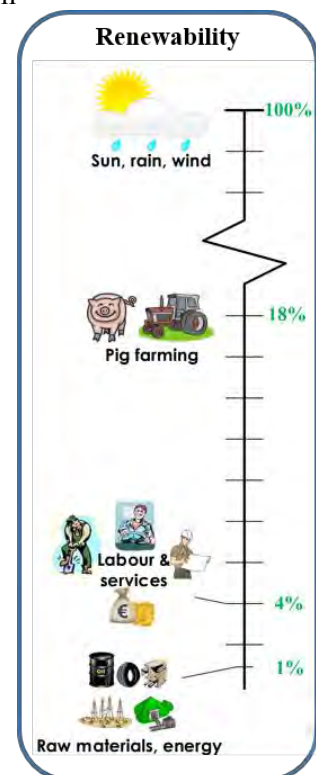 Renewability
100%
Sun, rain, wind
18%
Pig farming
Labour &
services
€
4%
1%
Raw materials, energy